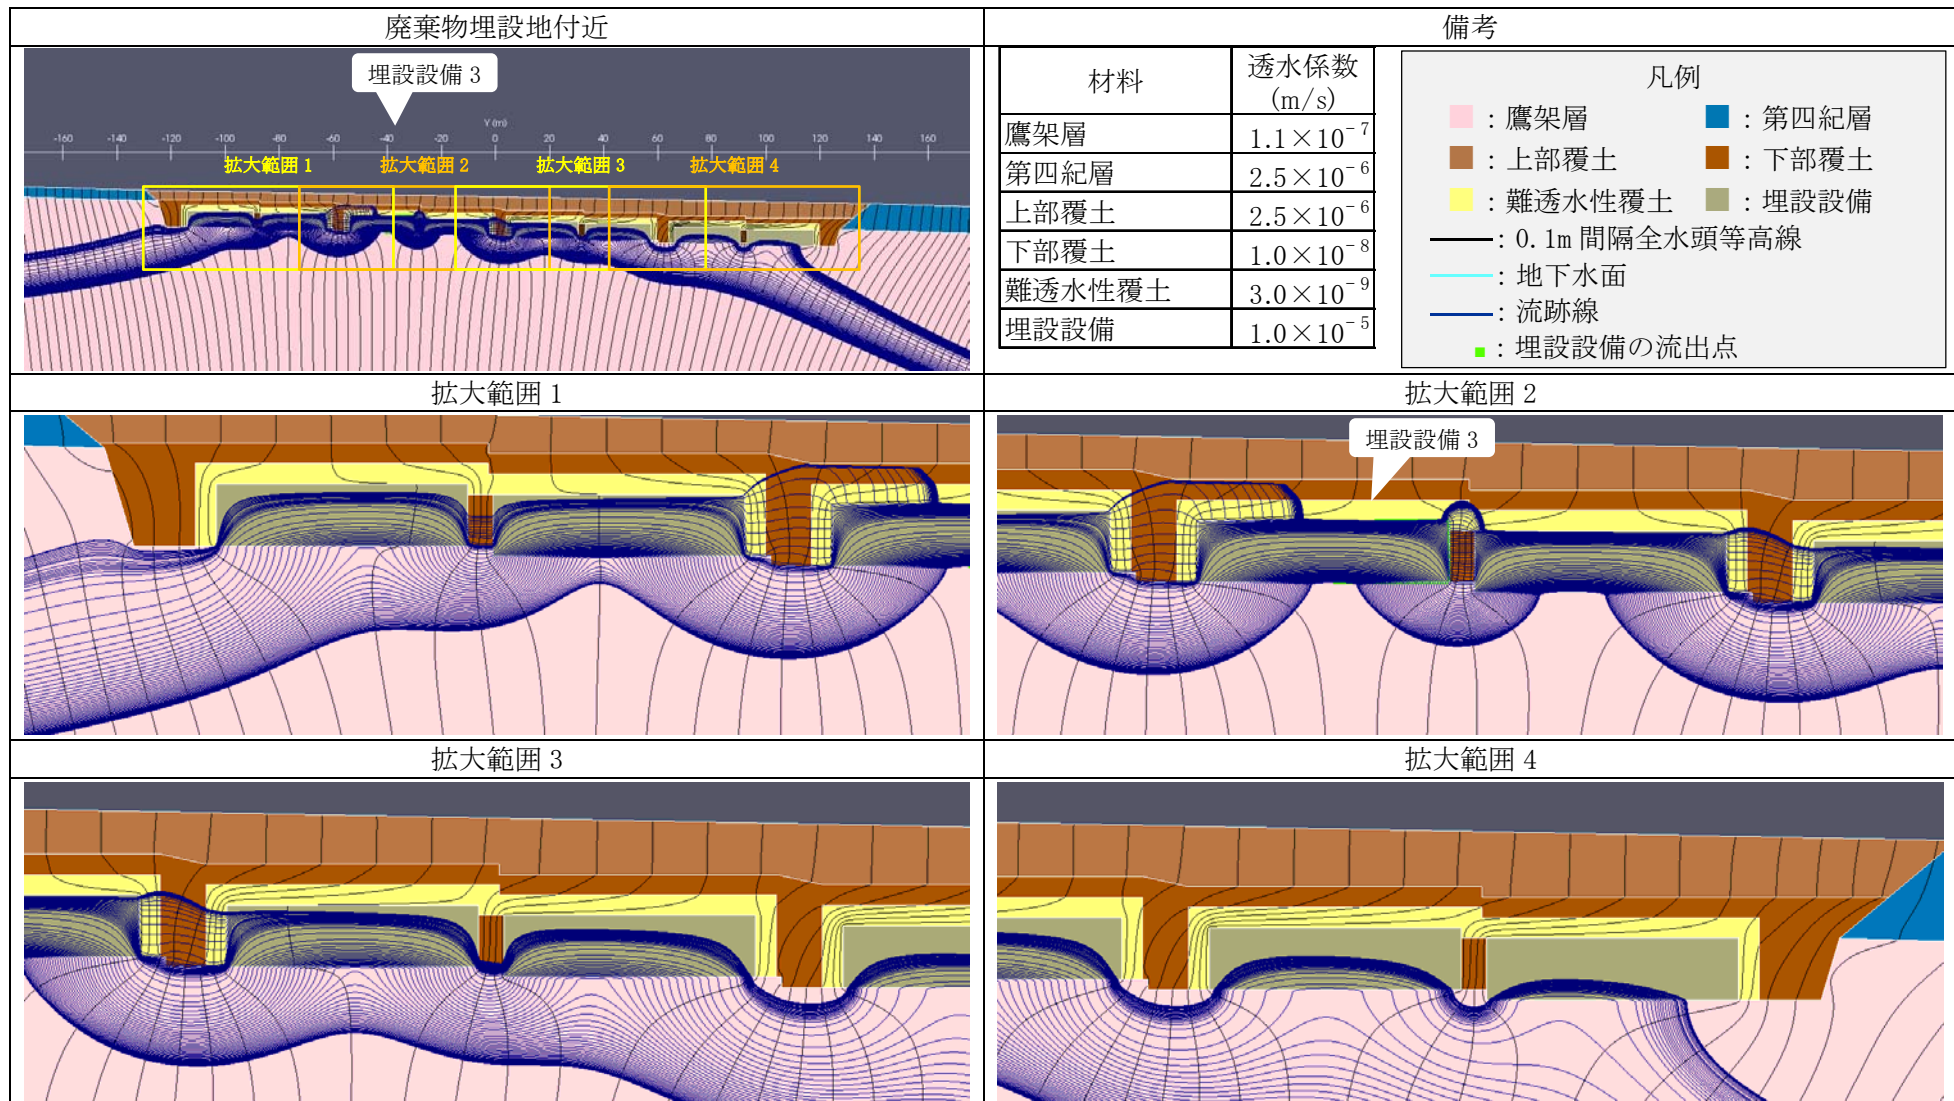 廃棄物埋設地付近
備考
埋設設備 3
Y (m)
-160 -140 -120 -100 -80 -60 -40 -20 0 20 40 60 80 100 120 140 160
拡大範囲 1 拡大範囲 2 拡大範囲 3 拡大範囲 4
材料 透水係数
(m/s)
鷹架層 1.1×10⁻⁷
第四紀層 2.5×10⁻⁶
上部覆土 2.5×10⁻⁶
下部覆土 1.0×10⁻⁸
難透水性覆土 3.0×10⁻⁹
埋設設備 1.0×10⁻⁵
凡例
：鷹架層 ：第四紀層
：上部覆土 ：下部覆土
：難透水性覆土 ：埋設設備
：0.1m 間隔全水頭等高線
：地下水面
：流跡線
：埋設設備の流出点
拡大範囲 1
拡大範囲 2
埋設設備 3
拡大範囲 3
拡大範囲 4